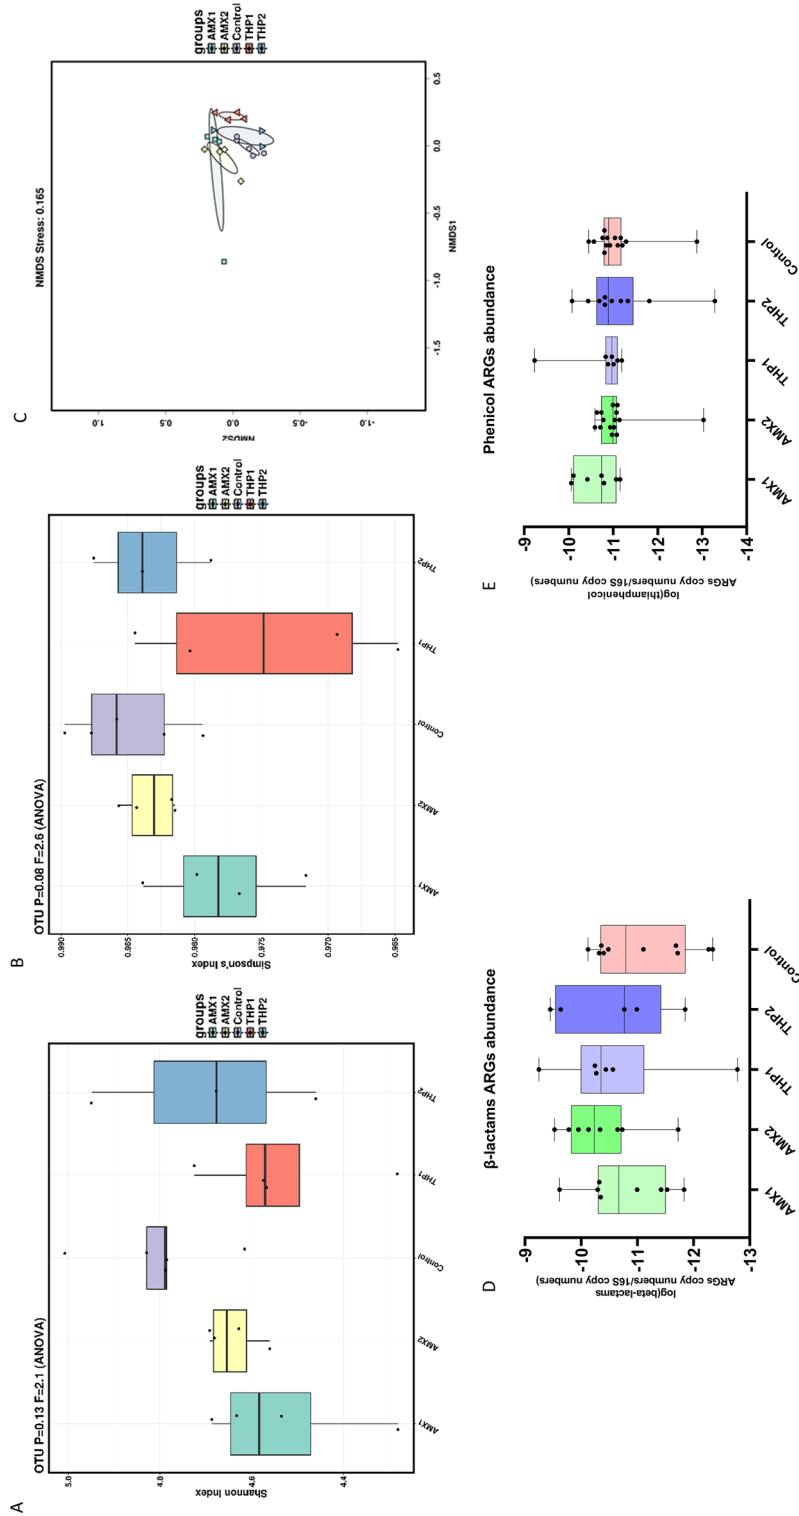 A
OTU P=0.13 F=2.1 (ANOVA)
Shannon Index
5.0
4.8
4.6
4.4
AMX1
AMX2
Control
THP1
THP2
groups
AMX1
AMX2
Control
THP1
THP2
B
OTU P=0.08 F=2.6 (ANOVA)
Simpson's Index
0.990
0.985
0.980
0.975
0.970
0.965
AMX1
AMX2
Control
THP1
THP2
groups
AMX1
AMX2
Control
THP1
THP2
C
NMDS Stress: 0.165
NMDS2
1.0
0.5
0.0
-0.5
-1.0
-1.5
-1.0
-0.5
0.0
0.5
NMDS1
groups
AMX1
AMX2
Control
THP1
THP2
D
β-lactams ARGs abundance
log(beta-lactams
ARGs copy numbers/16S copy numbers)
-9
-10
-11
-12
-13
AMX1
AMX2
THP1
THP2
Control
E
Phenicol ARGs abundance
log(thiamphenicol
ARGs copy numbers/16S copy numbers)
-9
-10
-11
-12
-13
-14
AMX1
AMX2
THP1
THP2
Control